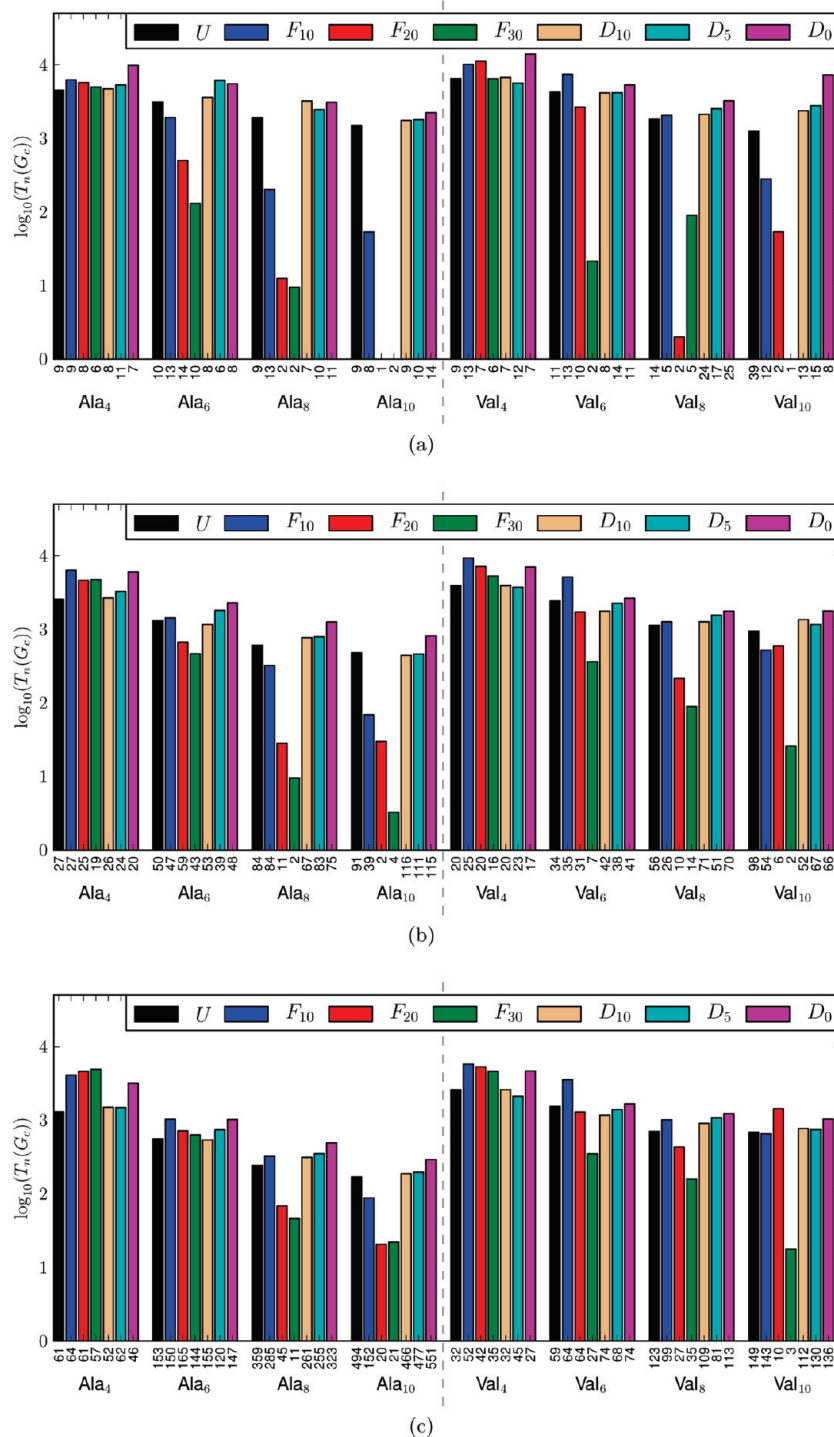 U F10 F20 F30 D10 D5 D0
log10(Tn(Gc))
4
3
2
1
0
9 9 8 6 8 11 7 10 13 14 10 8 6 8 9 13 2 2 7 10 11 9 8 1 2 9 10 14 9 13 7 6 7 12 7 11 13 10 2 8 14 11 14 5 2 5 24 17 25 39 12 2 1 13 15 8
Ala4 Ala6 Ala8 Ala10 Val4 Val6 Val8 Val10
(a)
U F10 F20 F30 D10 D5 D0
log10(Tn(Gc))
4
3
2
1
0
27 27 25 19 26 24 20 50 47 59 43 53 39 48 84 84 11 2 67 83 75 91 39 2 4 116 111 115 20 25 20 16 20 23 17 34 35 31 7 42 38 41 56 26 10 14 71 51 70 98 54 6 2 52 67 66
Ala4 Ala6 Ala8 Ala10 Val4 Val6 Val8 Val10
(b)
U F10 F20 F30 D10 D5 D0
log10(Tn(Gc))
4
3
2
1
0
61 64 61 57 52 62 46 153 150 165 144 155 120 147 359 285 45 11 261 255 323 494 152 20 21 466 477 551 32 52 42 35 32 45 27 59 64 64 27 74 68 74 123 99 27 35 109 81 113 149 143 10 3 112 130 136
Ala4 Ala6 Ala8 Ala10 Val4 Val6 Val8 Val10
(c)